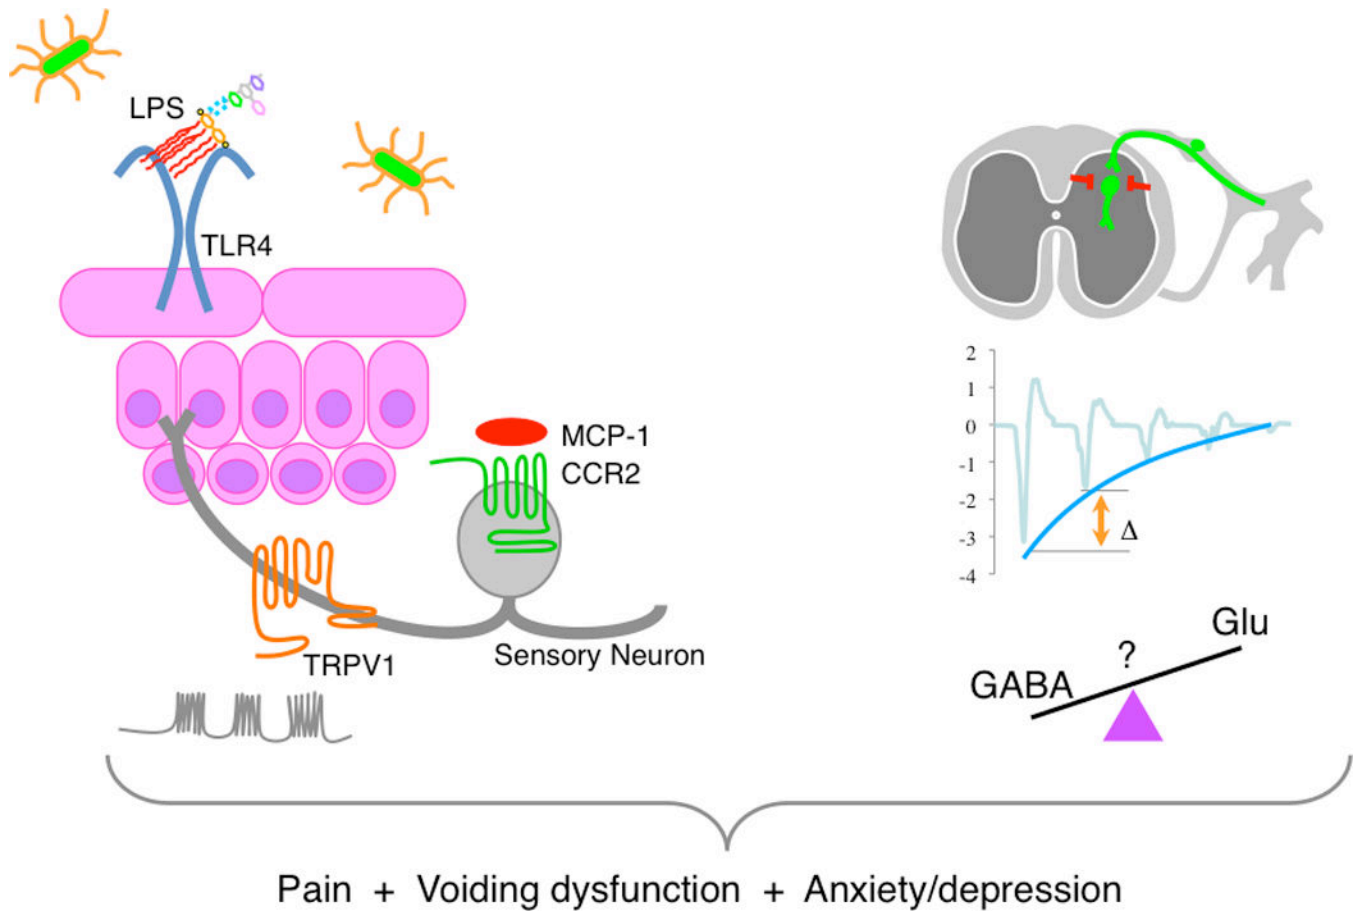 LPS
TLR4
MCP-1
CCR2
TRPV1
Sensory Neuron
2
1
0
-1
-2
-3
-4
Δ
Glu
?
GABA
Pain + Voiding dysfunction + Anxiety/depression